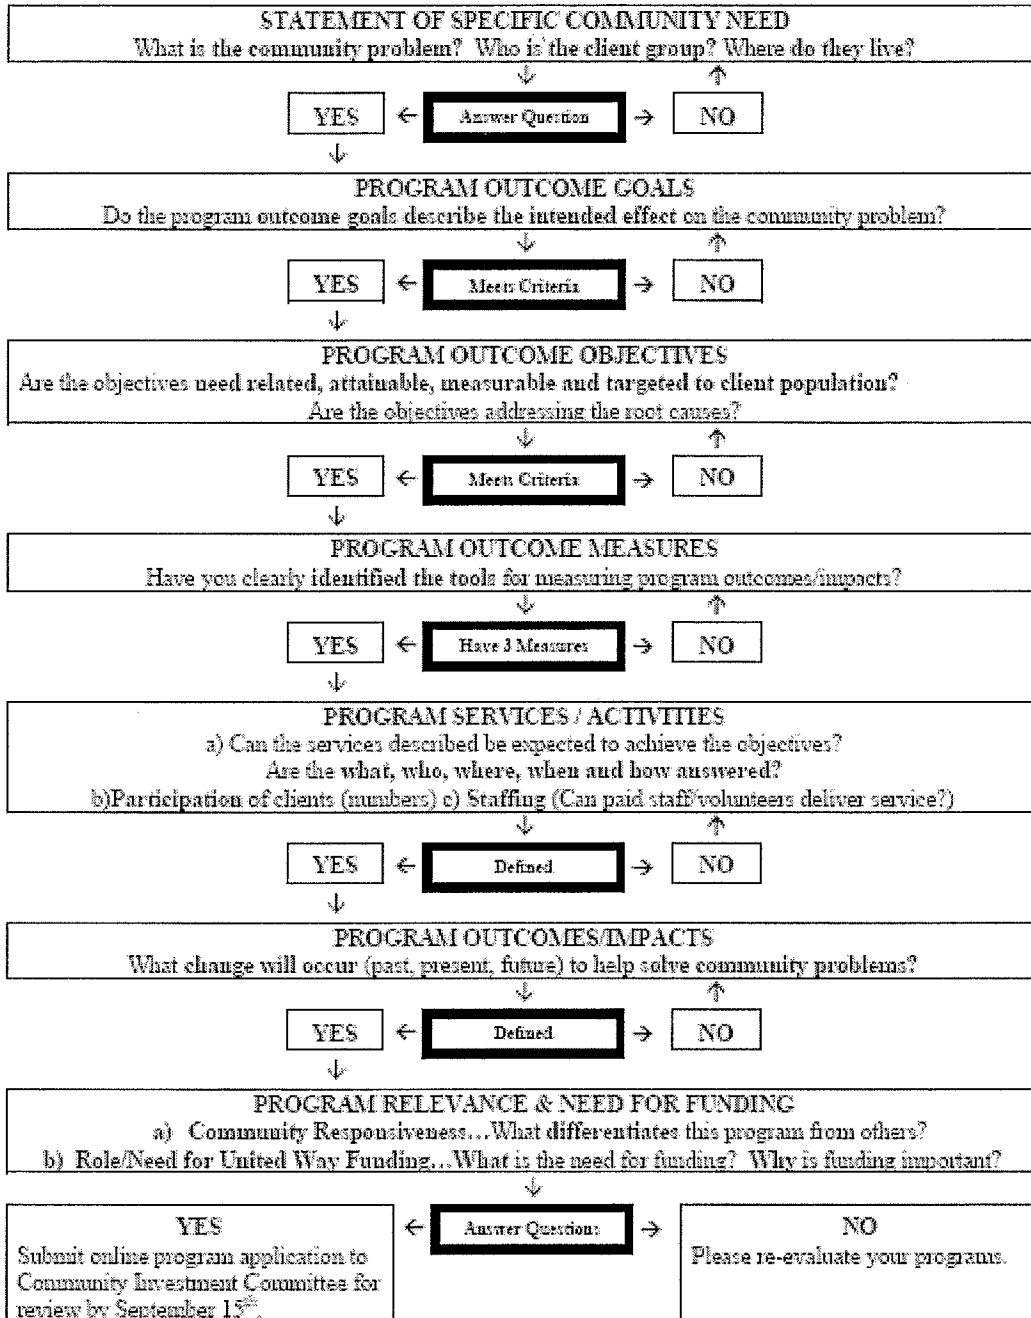 STATEMENT OF SPECIFIC COMMUNITY NEED
What is the community problem? Who is the client group? Where do they live?
↓ ↑
YES ← Answer Question → NO
↓
PROGRAM OUTCOME GOALS
Do the program outcome goals describe the intended effect on the community problem?
↓ ↑
YES ← Meets Criteria → NO
↓
PROGRAM OUTCOME OBJECTIVES
Are the objectives need related, attainable, measurable and targeted to client population?
Are the objectives addressing the root causes?
↓ ↑
YES ← Meets Criteria → NO
↓
PROGRAM OUTCOME MEASURES
Have you clearly identified the tools for measuring program outcomes/impacts?
↓ ↑
YES ← Have 3 Measures → NO
↓
PROGRAM SERVICES / ACTIVITIES
a) Can the services described be expected to achieve the objectives?
Are the what, who, where, when and how answered?
b)Participation of clients (numbers) c) Staffing (Can paid staff/volunteers deliver service?)
↓ ↑
YES ← Defined → NO
↓
PROGRAM OUTCOMES/IMPACTS
What change will occur (past, present, future) to help solve community problems?
↓ ↑
YES ← Defined → NO
↓
PROGRAM RELEVANCE & NEED FOR FUNDING
a) Community Responsiveness…What differentiates this program from others?
b) Role/Need for United Way Funding…What is the need for funding? Why is funding important?
↓
← Answer Questions →
YES
Submit online program application to
Community Investment Committee for
review by September 15th.
NO
Please re-evaluate your programs.